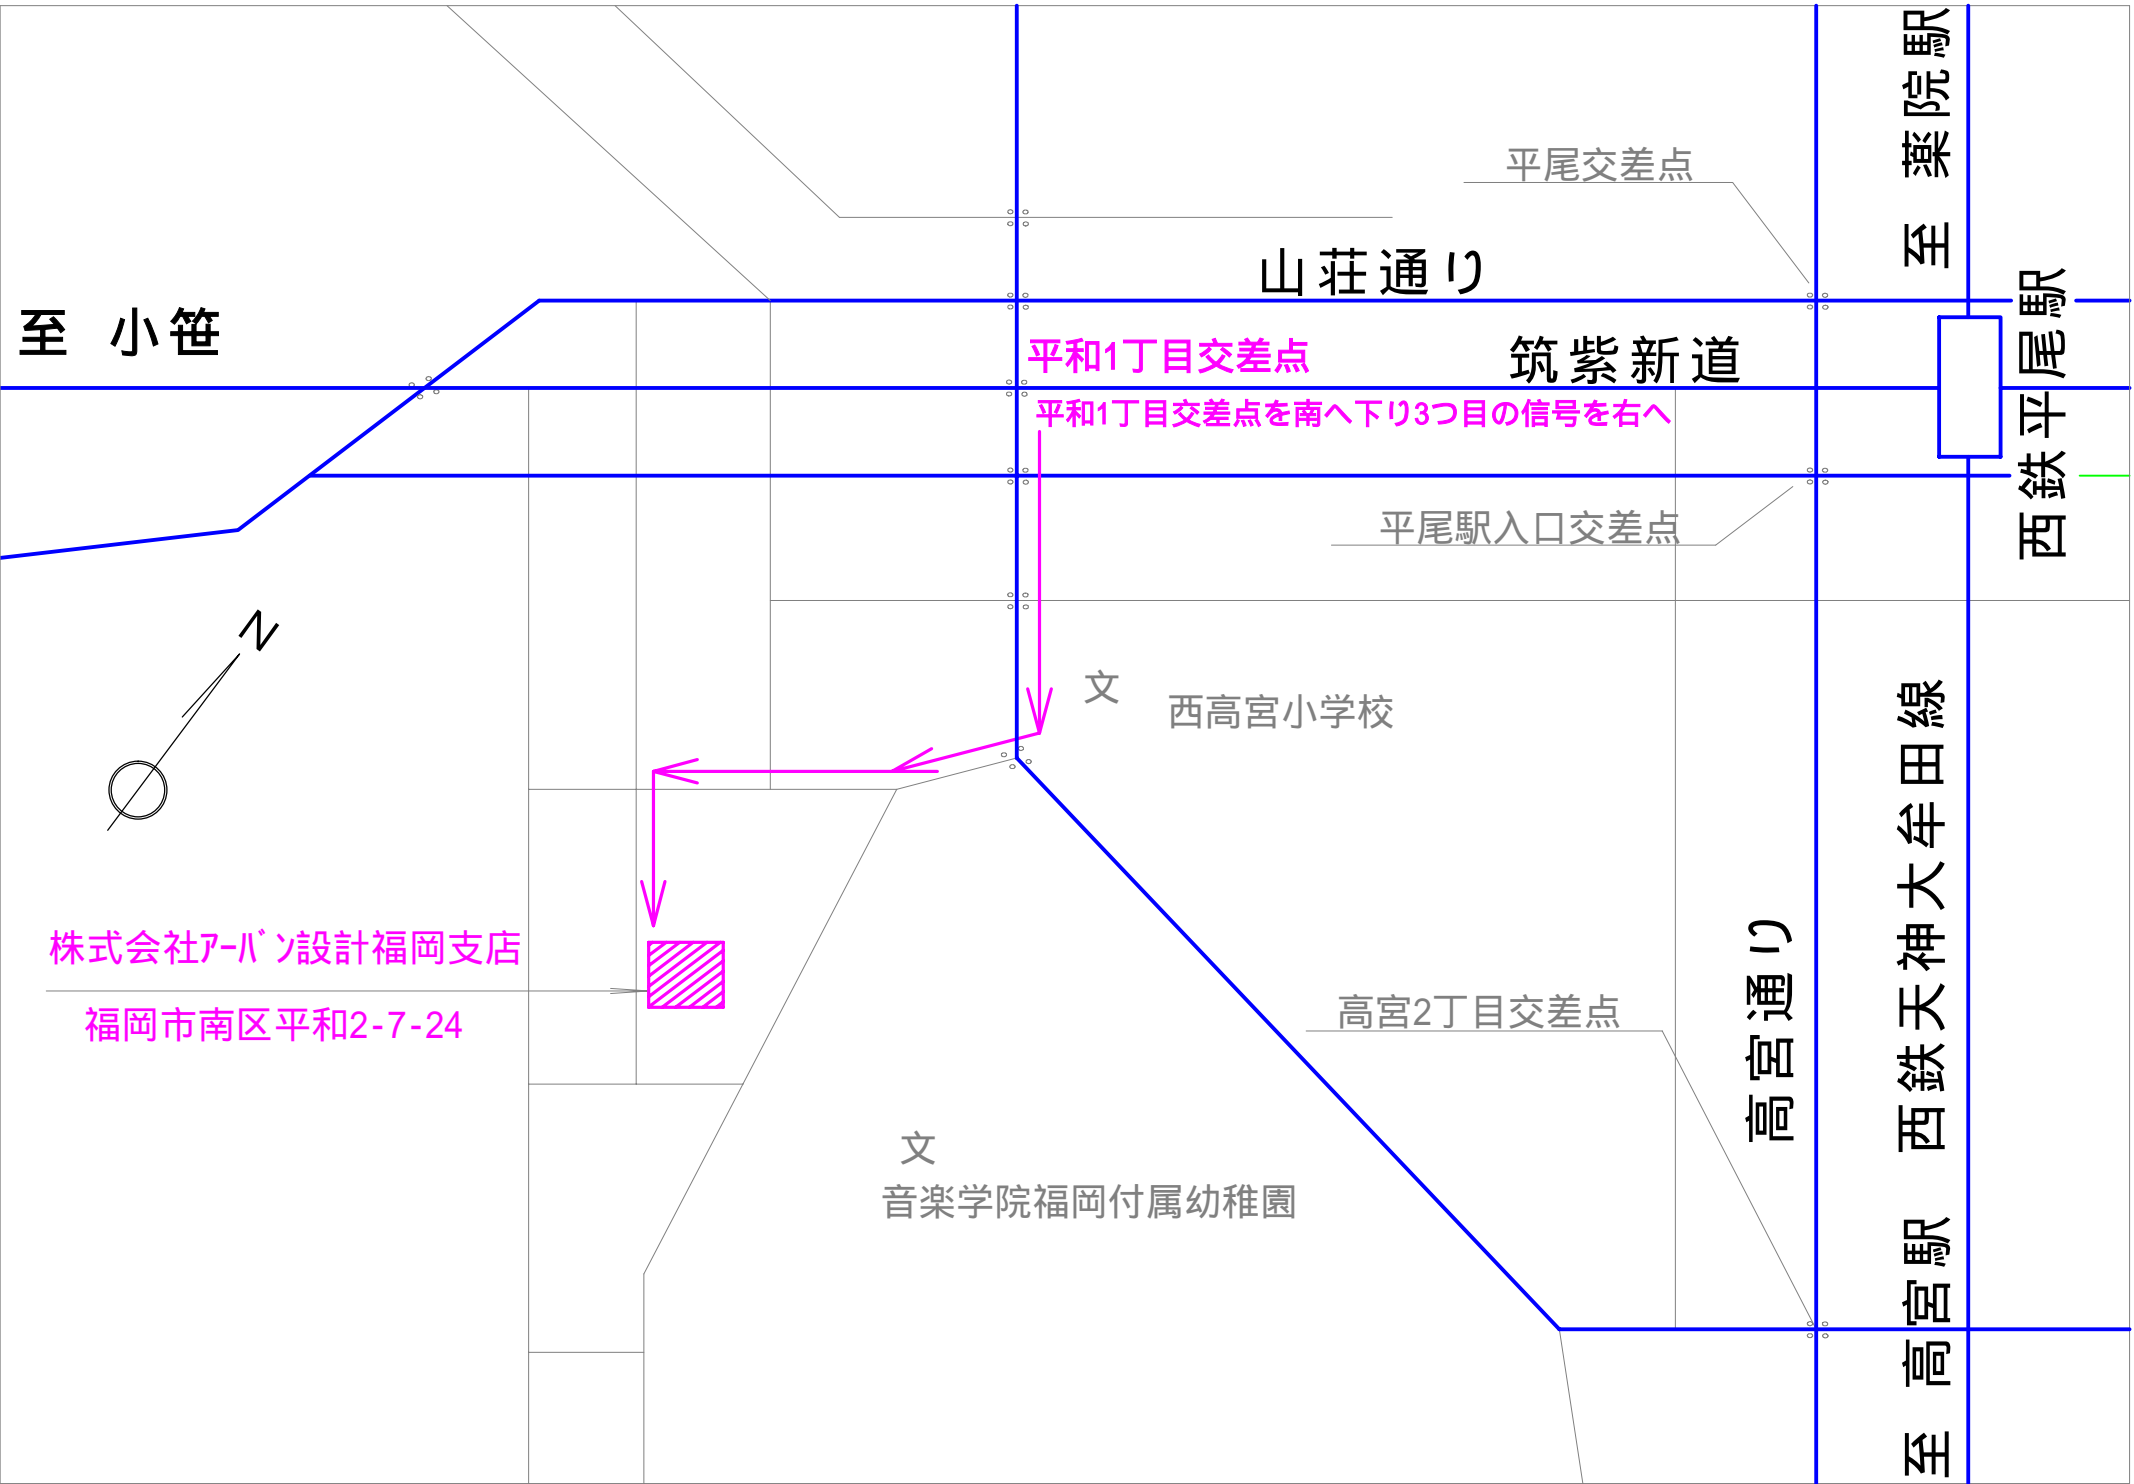 至 薬院駅
平尾交差点
山荘通り
至 小笹
西鉄平尾駅
平和1丁目交差点
筑紫新道
平和1丁目交差点を南へ下り3つ目の信号を右へ
平尾駅入口交差点
N
文
西高宮小学校
西鉄天神大牟田線
高宮通り
株式会社ｱｰﾊﾞﾝ設計福岡支店
福岡市南区平和2-7-24
高宮2丁目交差点
文
音楽学院福岡付属幼稚園
至 高宮駅